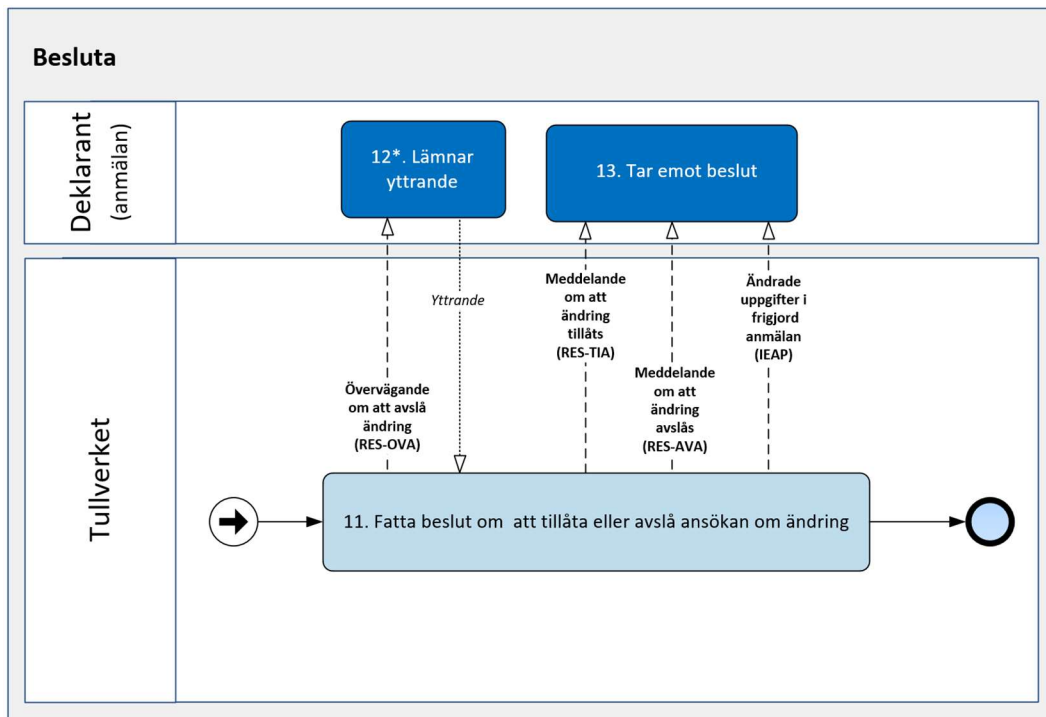 Besluta
Deklarant
(anmälan)
12*. Lämnar
yttrande
13. Tar emot beslut
Tullverket
Övervägande
om att avslå
ändring
(RES-OVA)
Yttrande
Meddelande
om att
ändring
tillåts
(RES-TIA)
Meddelande
om att
ändring
avslås
(RES-AVA)
Ändrade
uppgifter i
frigjord
anmälan
(IEAP)
11. Fatta beslut om  att tillåta eller avslå ansökan om ändring